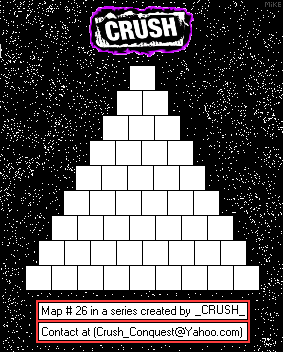 MiKE
CRUSH
Map # 26 in a series created by _CRUSH_
Contact at (Crush_Conquest@Yahoo.com)